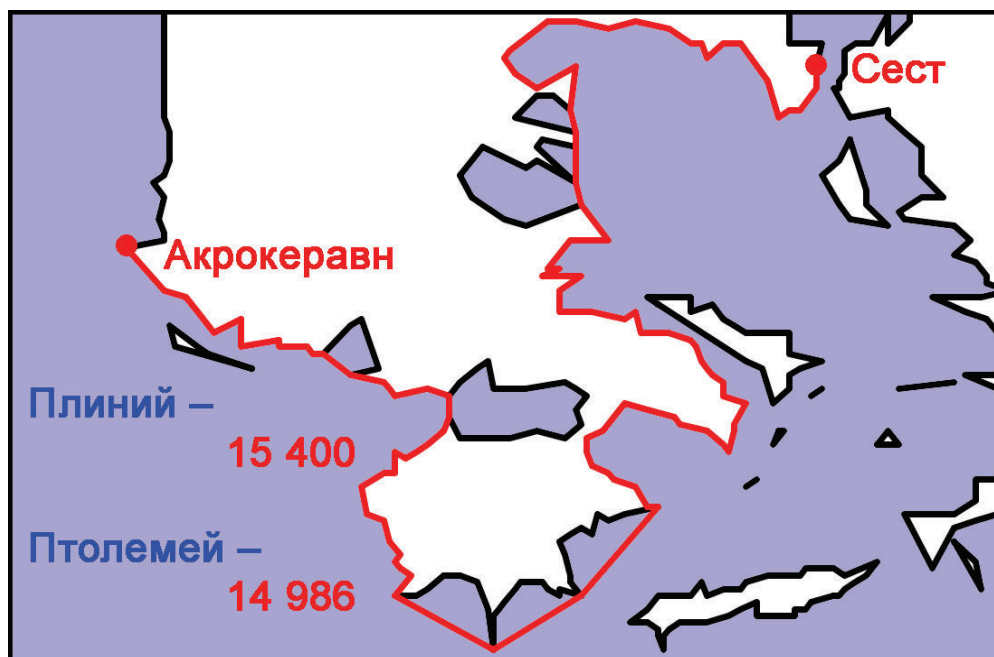 Сест
Акрокеравн
Плиний –
15 400
Птолемей –
14 986